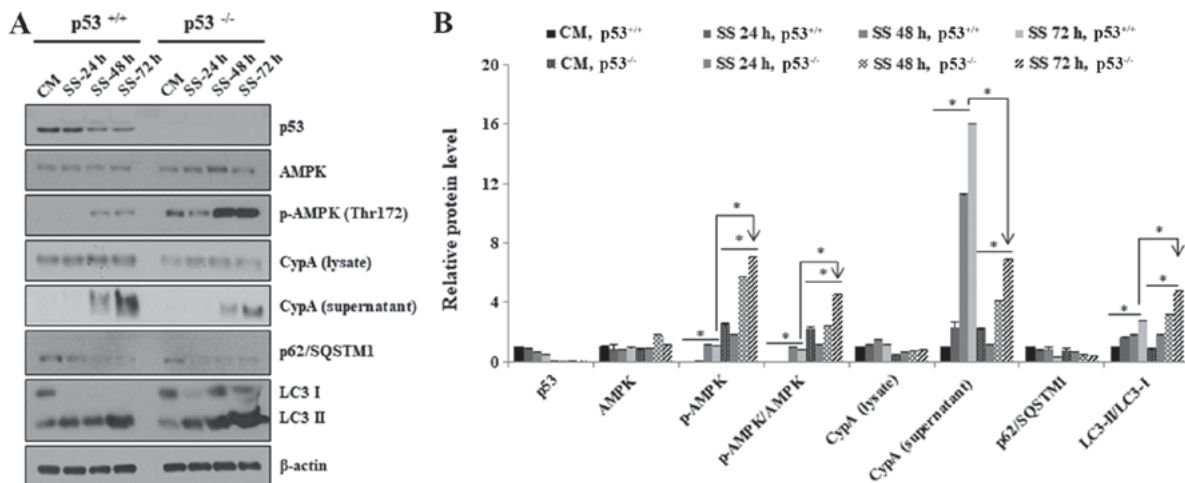 A
p53 +/+ p53 -/-
CM SS-24 h SS-48 h SS-72 h CM SS-24 h SS-48 h SS-72 h
p53
AMPK
p-AMPK (Thr172)
CypA (lysate)
CypA (supernatant)
p62/SQSTM1
LC3 I
LC3 II
β-actin
B
CM, p53+/+ SS 24 h, p53+/+ SS 48 h, p53+/+ SS 72 h, p53+/+
CM, p53-/- SS 24 h, p53-/- SS 48 h, p53-/- SS 72 h, p53-/-
Relative protein level
20
16
12
8
4
0
* * * * * * * * * * * *
p53 AMPK p-AMPK p-AMPK/AMPK CypA (lysate) CypA (supernatant) p62/SQSTM1 LC3-II/LC3-I